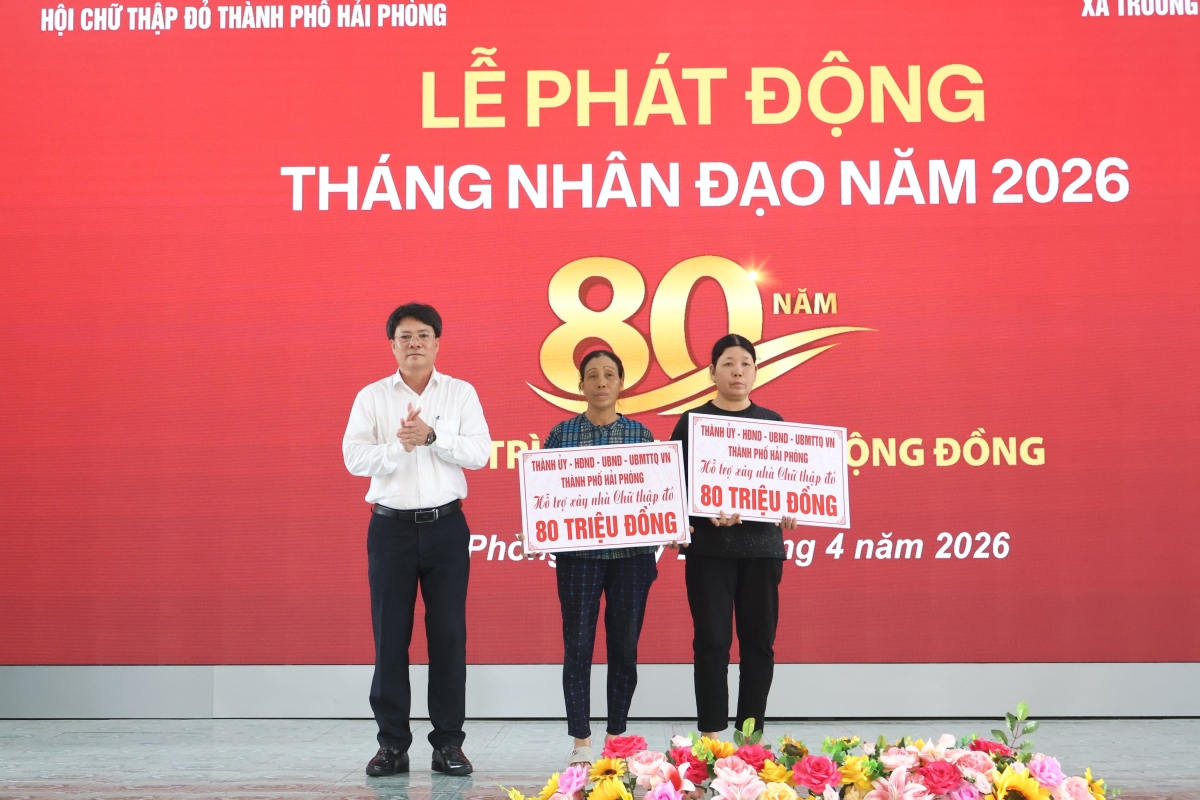 HỘI CHỮ THẬP ĐỎ THÀNH PHỐ HẢI PHÒNG
XÃ TRƯỜNG
LỄ PHÁT ĐỘNG
THÁNG NHÂN ĐẠO NĂM 2026
80 NĂM
ĐỒNG
THÀNH ỦY - HĐND - UBND - UBMTTQ VN
THÀNH PHỐ HẢI PHÒNG
Hỗ trợ xây nhà Chữ thập đỏ
80 TRIỆU ĐỒNG
THÀNH ỦY - HĐND - UBND - UBMTTQ VN
THÀNH PHỐ HẢI PHÒNG
Hỗ trợ xây nhà Chữ thập đỏ
80 TRIỆU ĐỒNG
4 năm 2026